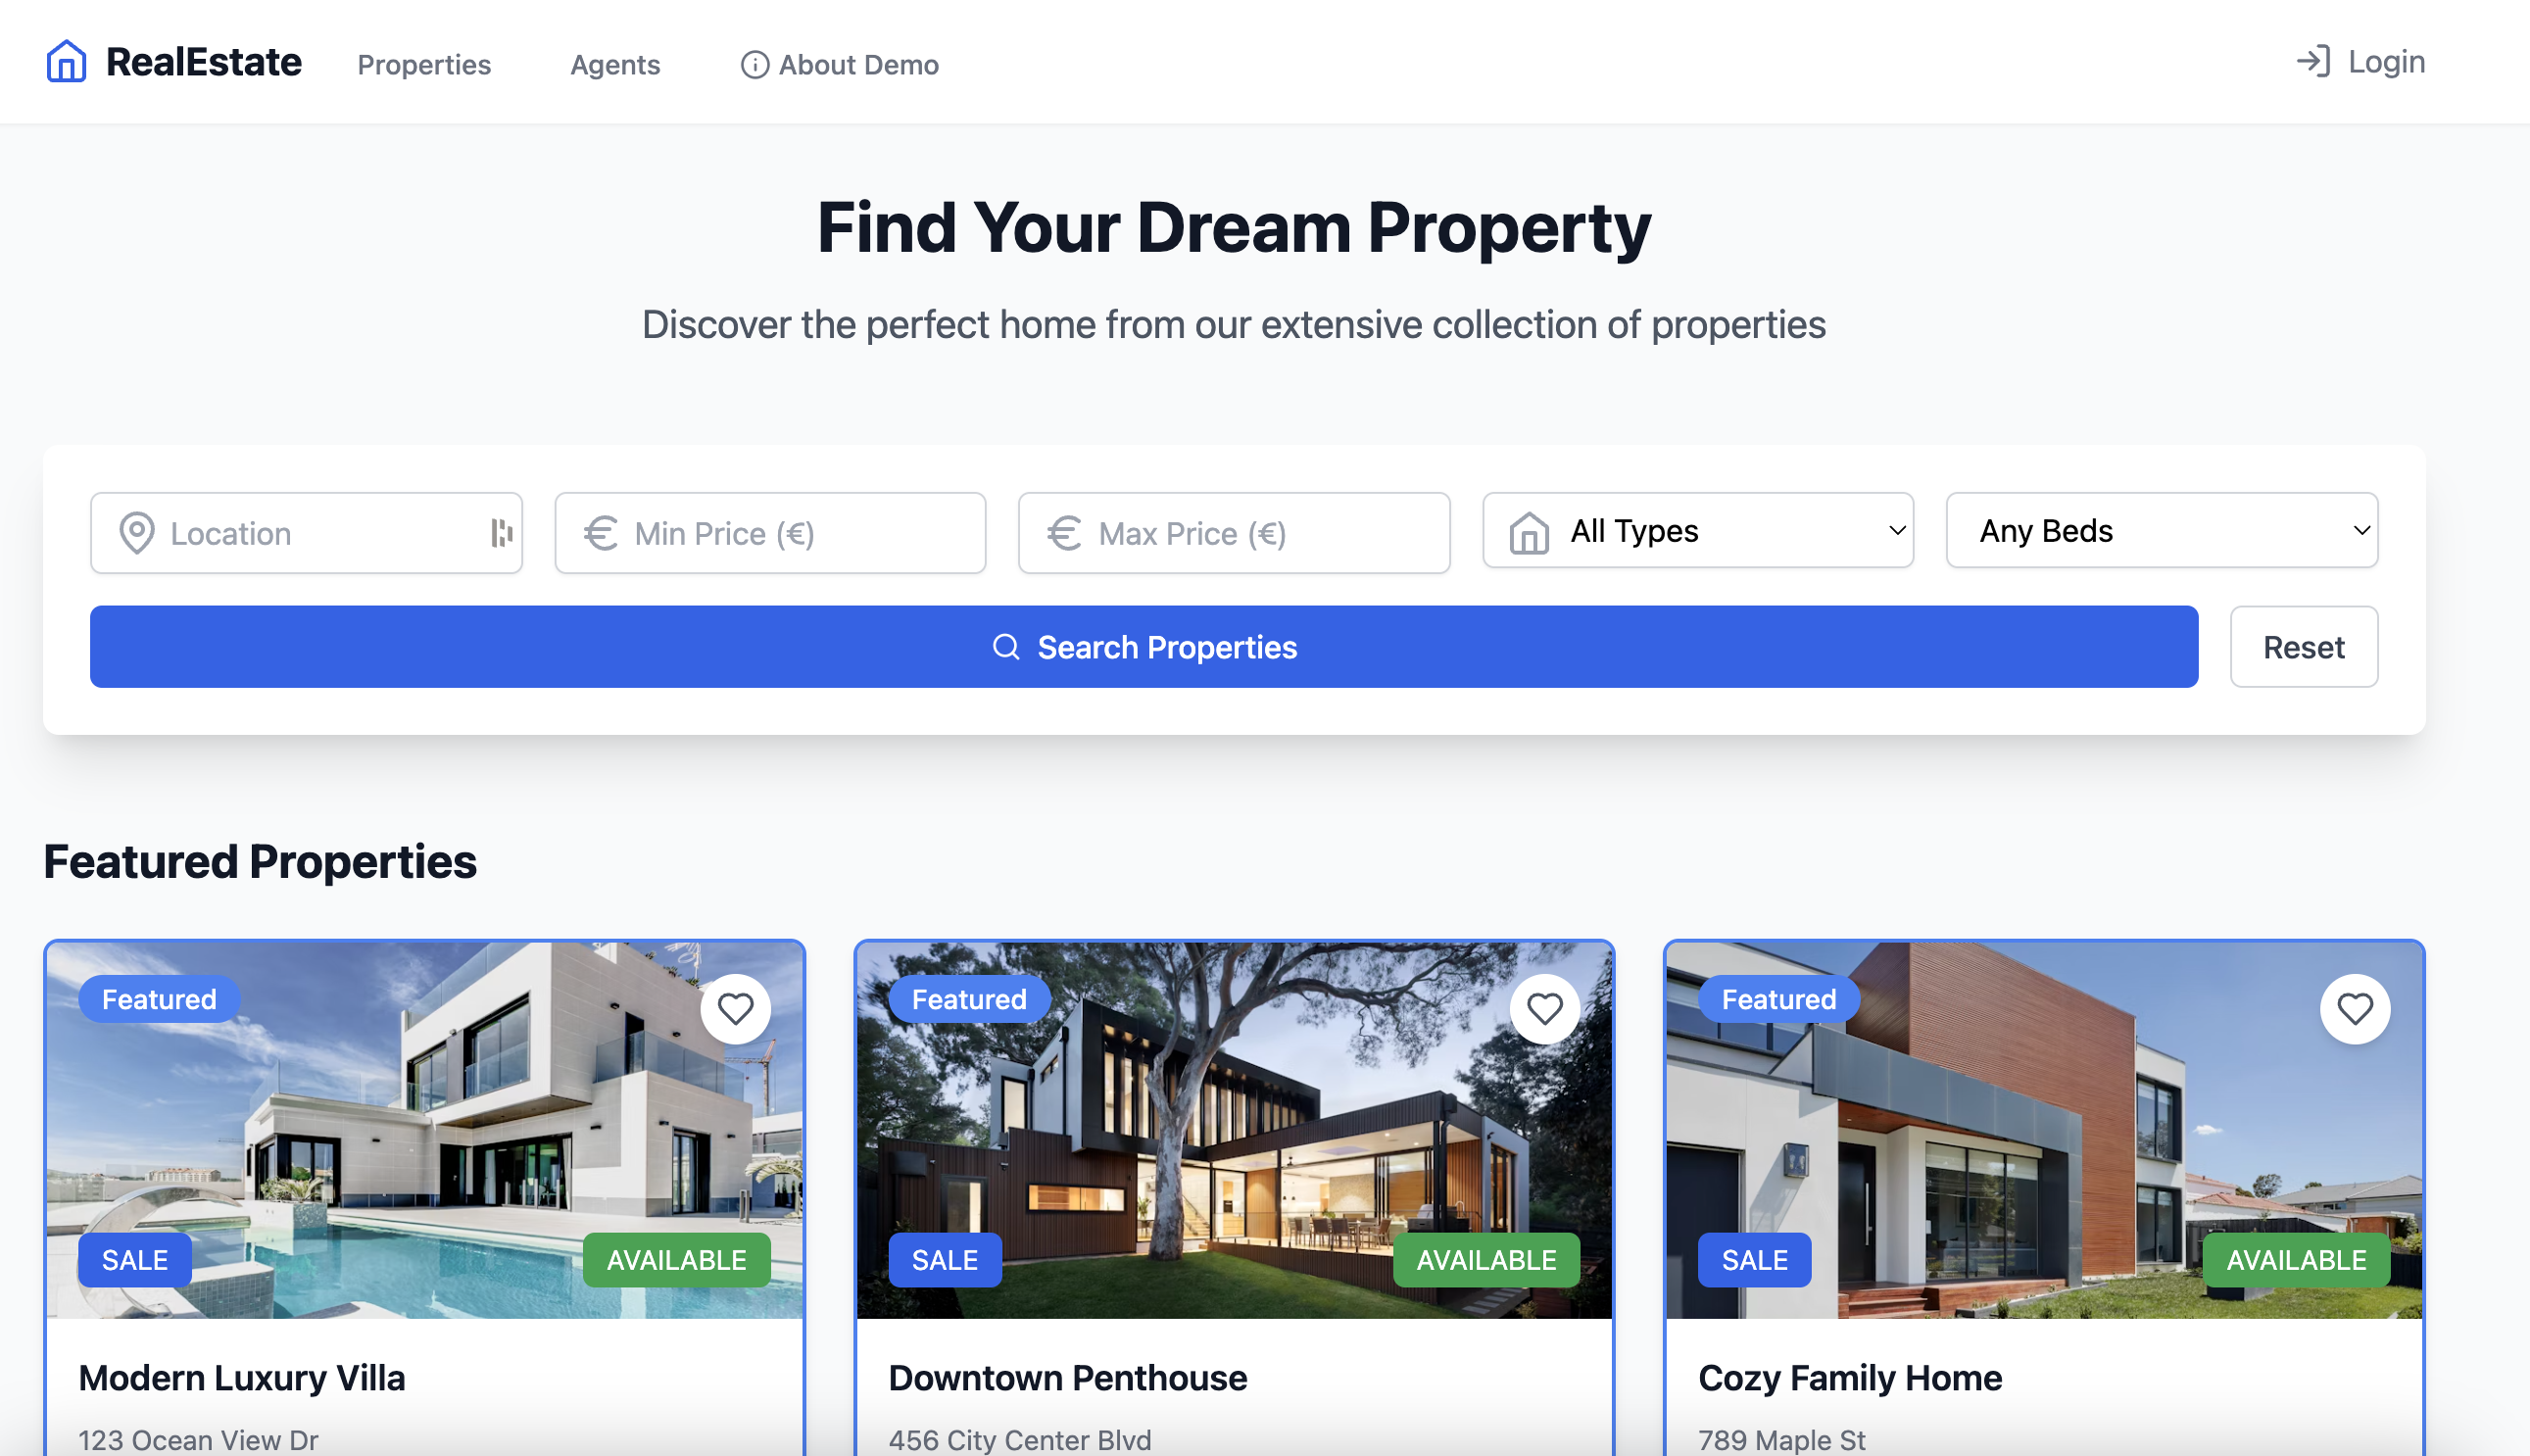 RealEstate Properties Agents About Demo Login
Find Your Dream Property
Discover the perfect home from our extensive collection of properties
Location Min Price (€) Max Price (€) All Types Any Beds
Search Properties Reset
Featured Properties
Featured Featured Featured
SALE AVAILABLE SALE AVAILABLE SALE AVAILABLE
Modern Luxury Villa Downtown Penthouse Cozy Family Home
123 Ocean View Dr 456 City Center Blvd 789 Maple St